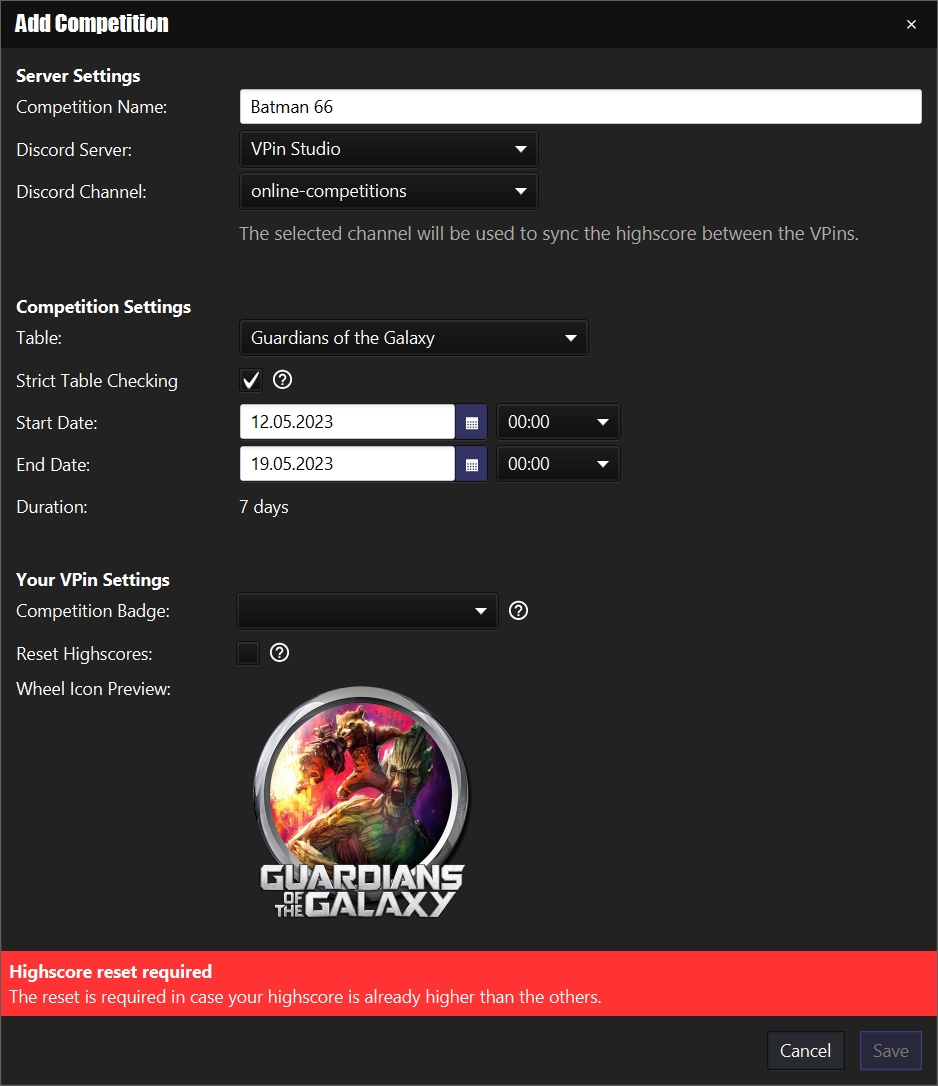 Add Competition
Server Settings
Competition Name: Batman 66
Discord Server: VPin Studio
Discord Channel: online-competitions
The selected channel will be used to sync the highscore between the VPins.
Competition Settings
Table: Guardians of the Galaxy
Strict Table Checking
Start Date: 12.05.2023 00:00
End Date: 19.05.2023 00:00
Duration: 7 days
Your VPin Settings
Competition Badge:
Reset Highscores:
Wheel Icon Preview:
GUARDIANS
OF THE GALAXY
Highscore reset required
The reset is required in case your highscore is already higher than the others.
Cancel Save